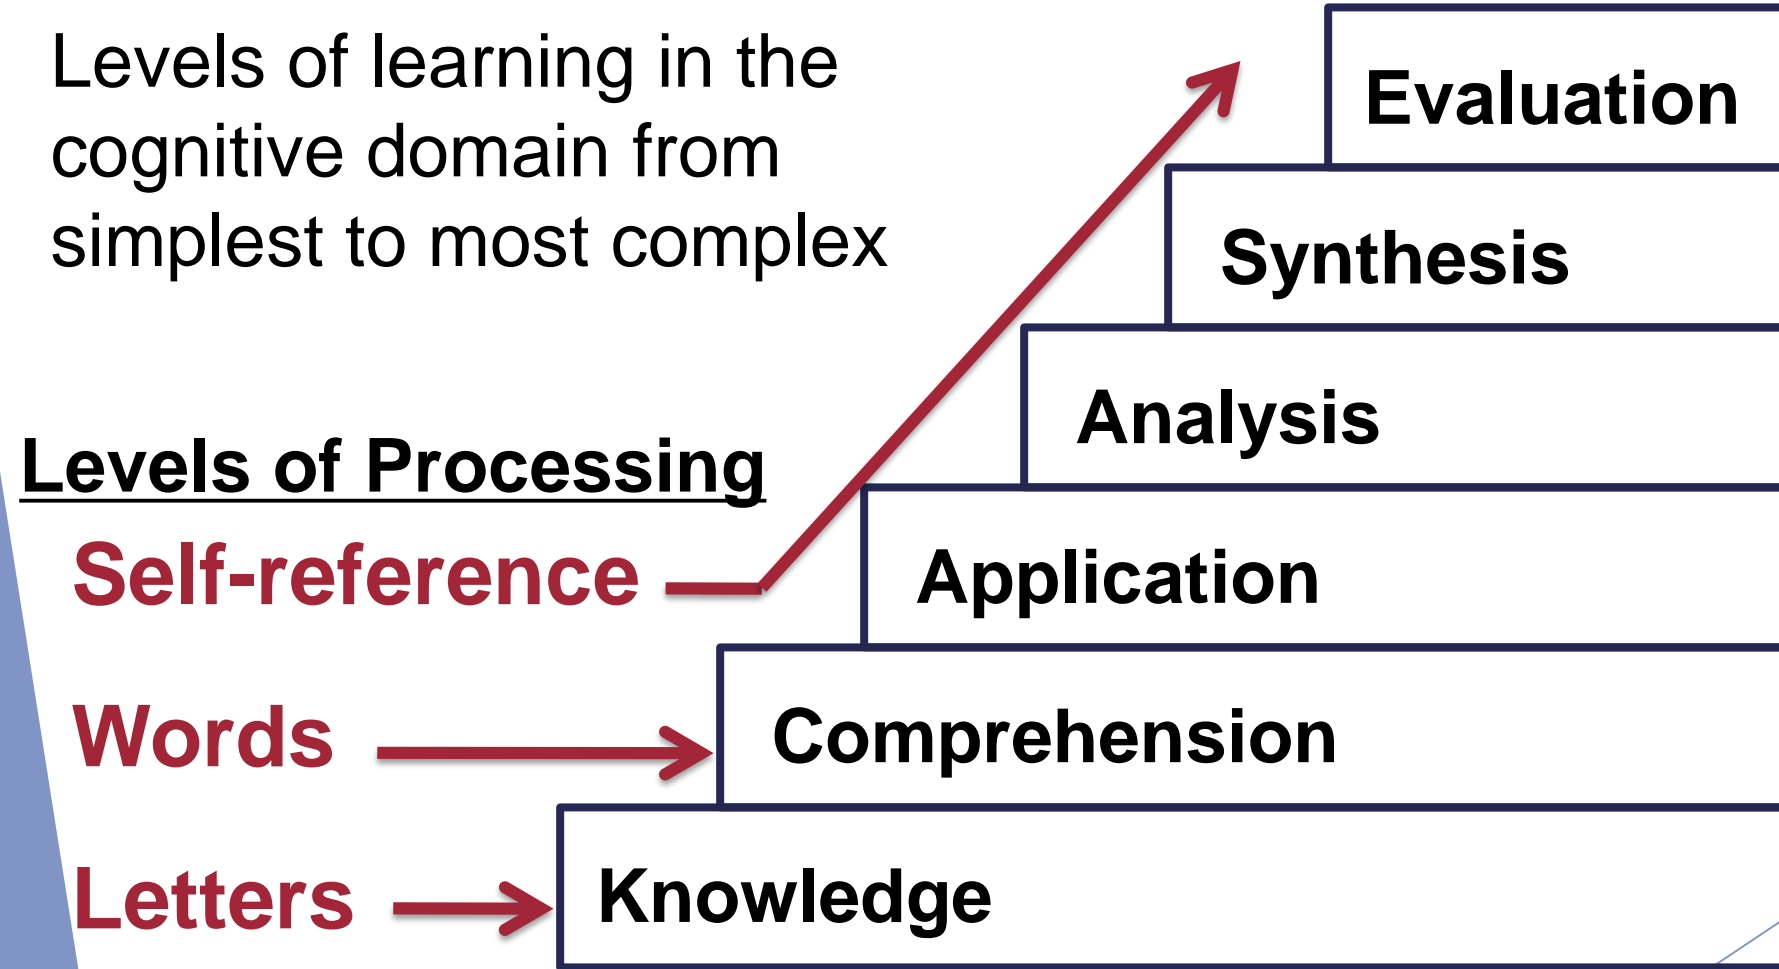 Levels of learning in the
cognitive domain from
simplest to most complex
Levels of Processing
Self-reference
Words
Letters
Evaluation
Synthesis
Analysis
Application
Comprehension
Knowledge